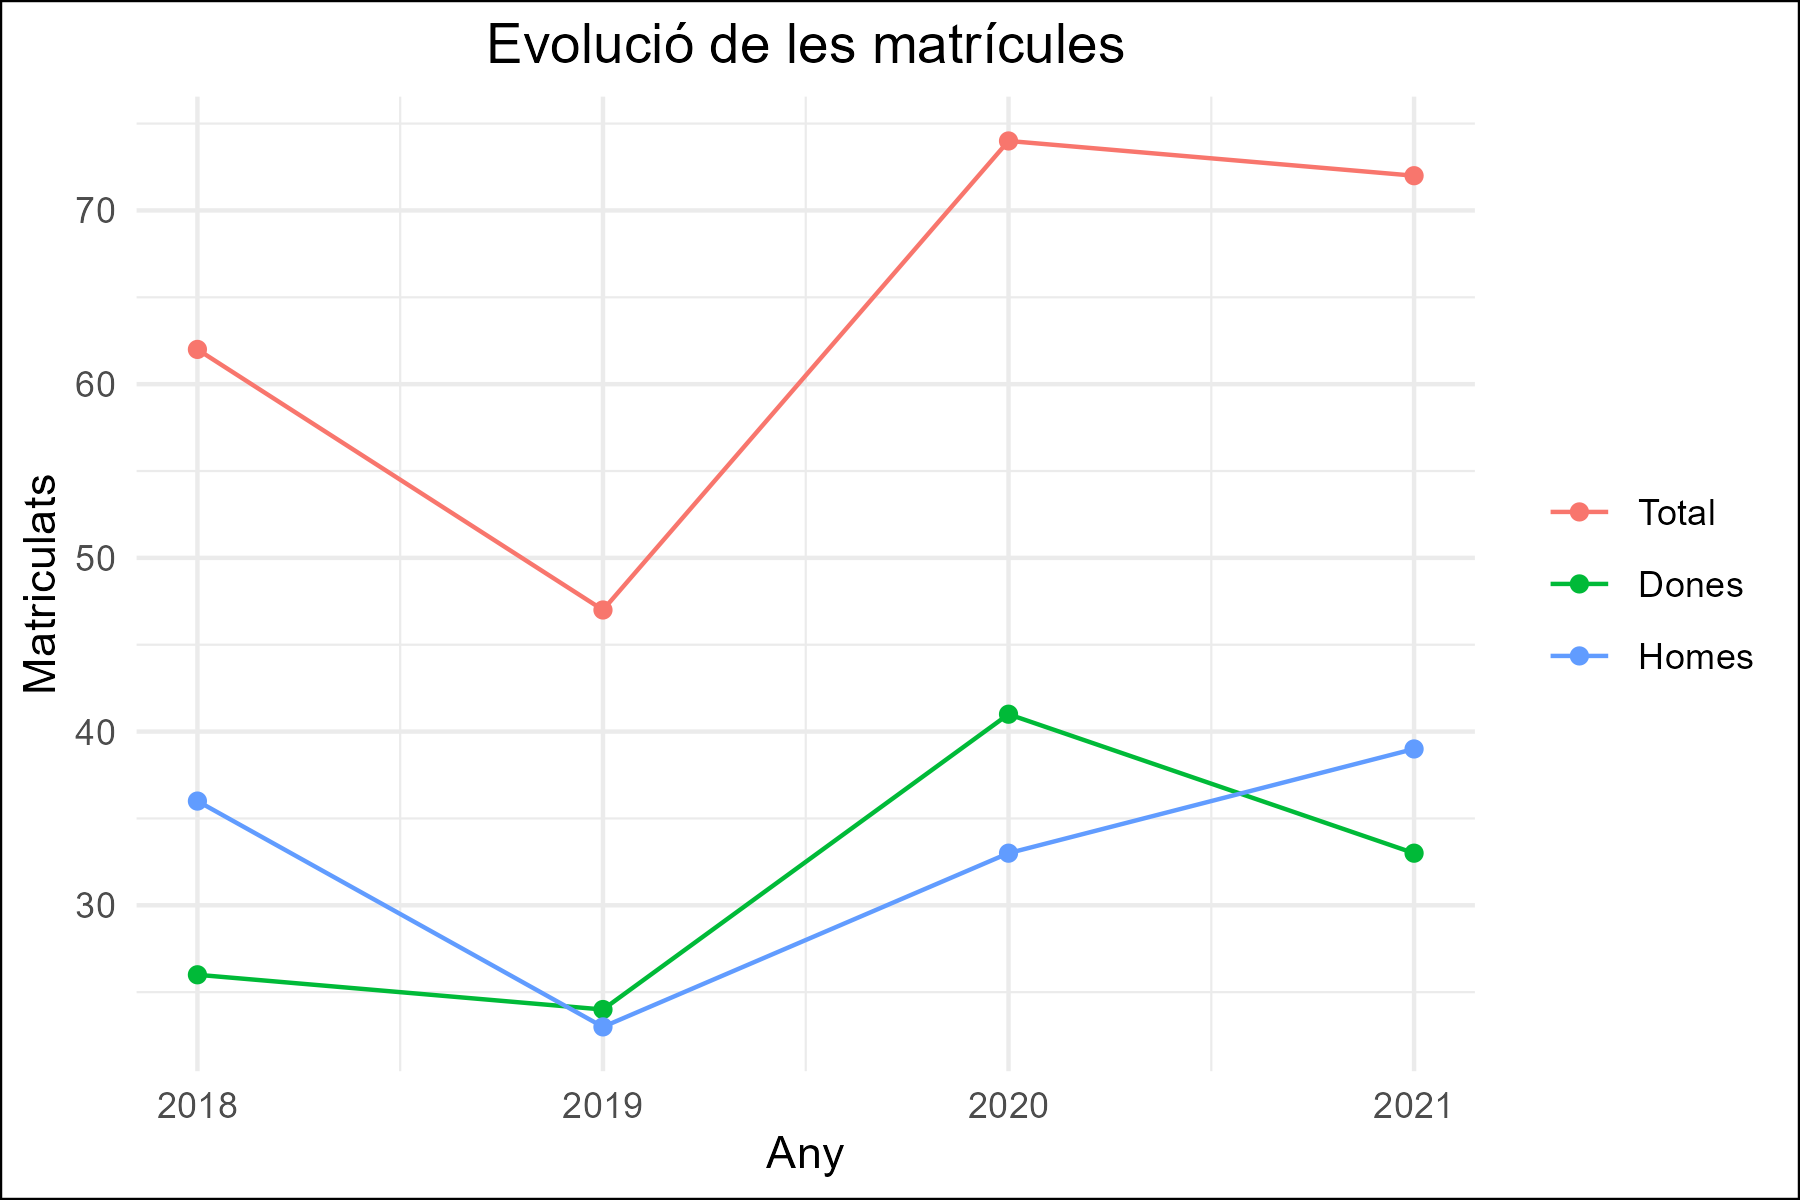 Evolució de les matrícules
Matriculats
70
60
50
40
30
2018 2019 2020 2021
Any
Total
Dones
Homes